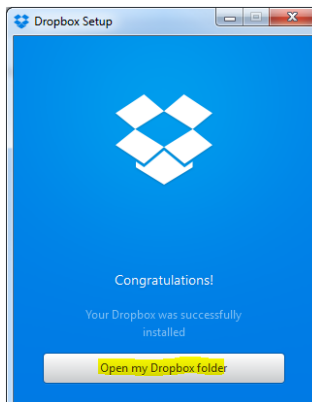 Dropbox Setup
Congratulations!
Your Dropbox was successfully
installed
Open my Dropbox folder